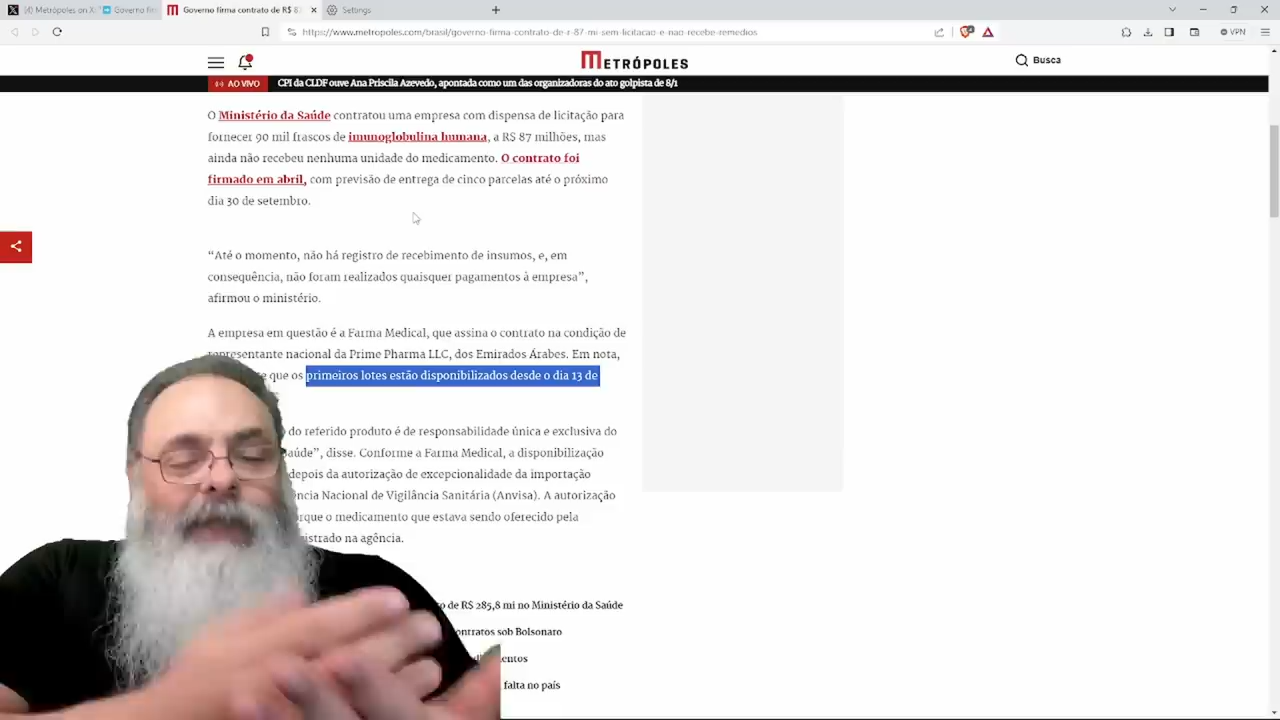 Metrópoles on X: "➡️ Governo fir
Governo firma contrato de R$ 87
Settings
https://www.metropoles.com/brasil/governo-firma-contrato-de-r-87-mi-sem-licitacao-e-nao-recebe-remedios
VPN
METRÓPOLES
Busca
AO VIVO
CPI da CLDF ouve Ana Priscila Azevedo, apontada como um das organizadoras do ato golpista de 8/1
O Ministério da Saúde contratou uma empresa com dispensa de licitação para
fornecer 90 mil frascos de imunoglobulina humana, a R$ 87 milhões, mas
ainda não recebeu nenhuma unidade do medicamento. O contrato foi
firmado em abril, com previsão de entrega de cinco parcelas até o próximo
dia 30 de setembro.
“Até o momento, não há registro de recebimento de insumos, e, em
consequência, não foram realizados quaisquer pagamentos à empresa”,
afirmou o ministério.
A empresa em questão é a Farma Medical, que assina o contrato na condição de
representante nacional da Prime Pharma LLC, dos Emirados Árabes. Em nota,
que os primeiros lotes estão disponibilizados desde o dia 13 de
do referido produto é de responsabilidade única e exclusiva do
aúde”, disse. Conforme a Farma Medical, a disponibilização
depois da autorização de excepcionalidade da importação
ência Nacional de Vigilância Sanitária (Anvisa). A autorização
rque o medicamento que estava sendo oferecido pela
istrado na agência.
de R$ 285,8 mi no Ministério da Saúde
ontratos sob Bolsonaro
entos
falta no país